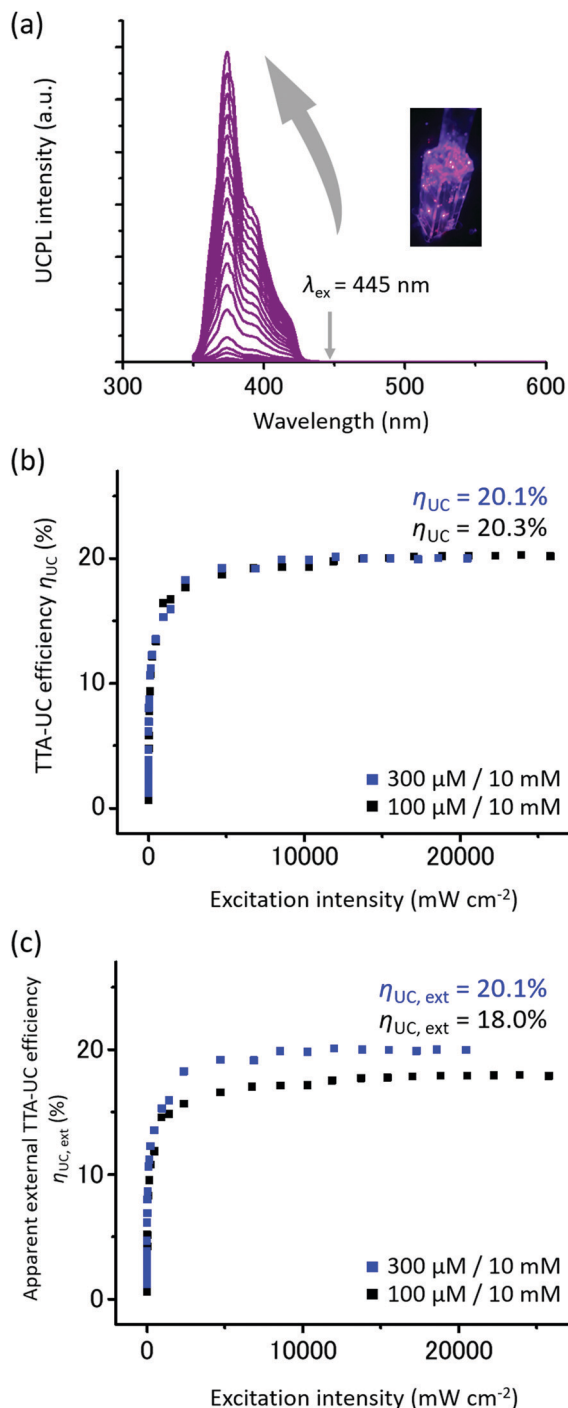 (a)
UCPL intensity (a.u.)
λex = 445 nm
300
400
500
600
Wavelength (nm)
(b)
ηUC = 20.1%
ηUC = 20.3%
TTA-UC efficiency ηUC (%)
20
10
0
300 µM / 10 mM
100 µM / 10 mM
0
10000
20000
Excitation intensity (mW cm-2)
(c)
ηUC, ext = 20.1%
ηUC, ext = 18.0%
Apparent external TTA-UC efficiency
ηUC, ext (%)
20
10
0
300 µM / 10 mM
100 µM / 10 mM
0
10000
20000
Excitation intensity (mW cm-2)